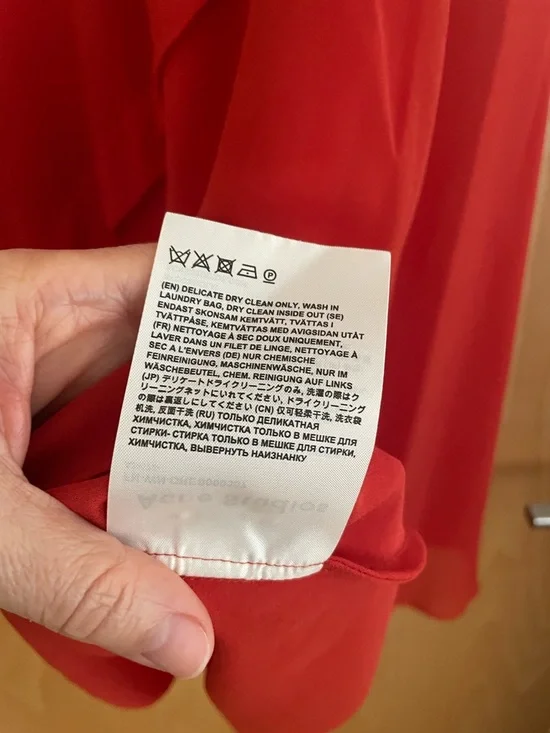 (EN) DELICATE DRY CLEAN ONLY, WASH IN
LAUNDRY BAG, DRY CLEAN INSIDE OUT (SE)
ENDAST SKONSAM KEMTVÄTT, TVÄTTAS I
TVÄTTPÅSE, KEMTVÄTTAS MED AVIGSIDAN UTÅT
(FR) NETTOYAGE À SEC DOUX UNIQUEMENT,
LAVER DANS UN FILET DE LINGE, NETTOYAGE À
SEC A L'ENVERS (DE) NUR CHEMISCHE
FEINREINIGUNG, MASCHINENWÄSCHE, NUR IM
WÄSCHEBEUTEL, CHEM. REINIGUNG AUF LINKS
(JP) デリケートドライクリーニングのみ, 洗濯の際はク
リーニングネットにいれてください, ドライクリーニング
の際は裏返しにしてください (CN) 仅可轻柔干洗, 洗衣袋
机洗, 反面干洗 (RU) ТОЛЬКО ДЕЛИКАТНАЯ
ХИМЧИСТКА, ХИМЧИСТКА ТОЛЬКО В МЕШКЕ ДЛЯ
СТИРКИ- СТИРКА ТОЛЬКО В МЕШКЕ ДЛЯ СТИРКИ,
ХИМЧИСТКА, ВЫВЕРНУТЬ НАИЗНАНКУ
Acne Studios